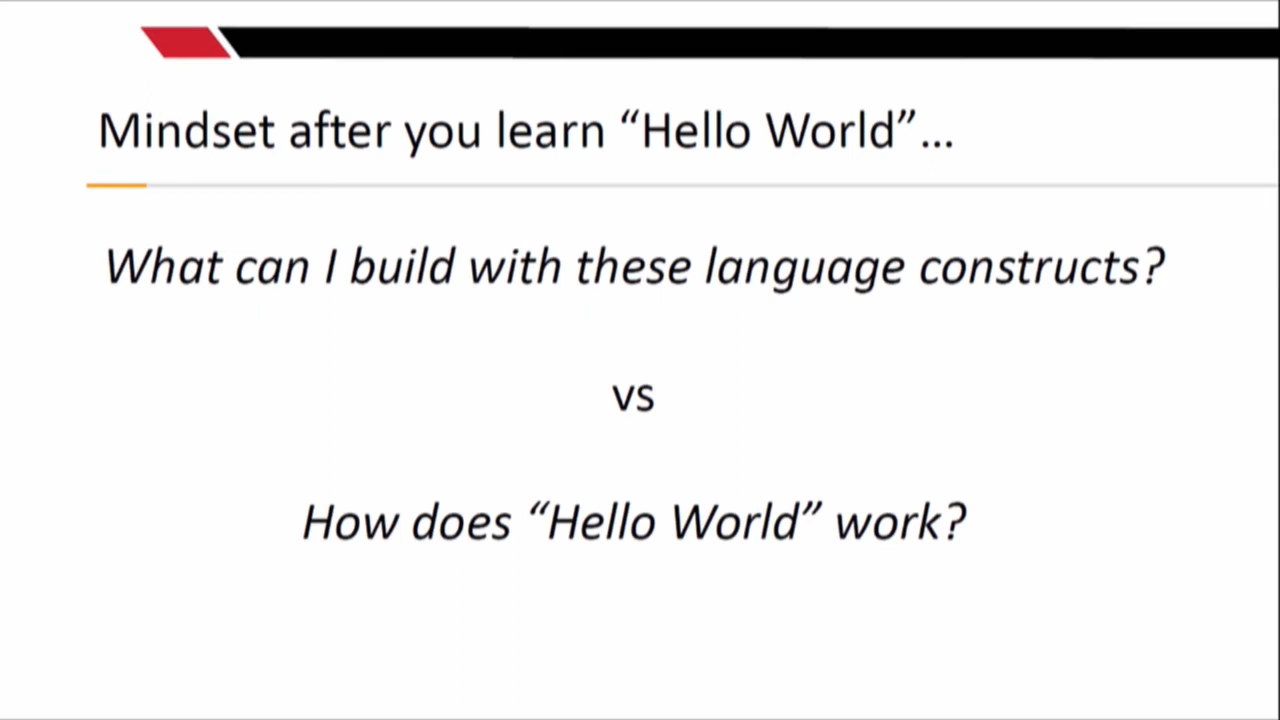 Mindset after you learn “Hello World”…
What can I build with these language constructs?
vs
How does “Hello World” work?